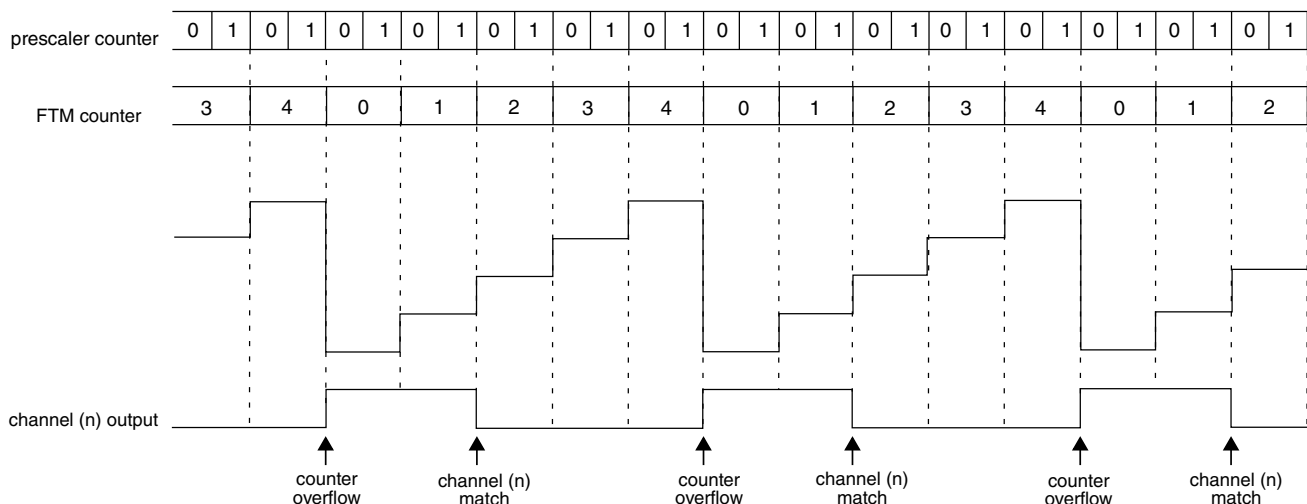 prescaler counter 0 1 0 1 0 1 0 1 0 1 0 1 0 1 0 1 0 1 0 1 0 1 0 1 0 1 0 1 0 1
FTM counter 3 4 0 1 2 3 4 0 1 2 3 4 0 1 2
channel (n) output
counter overflow
channel (n) match
counter overflow
channel (n) match
counter overflow
channel (n) match